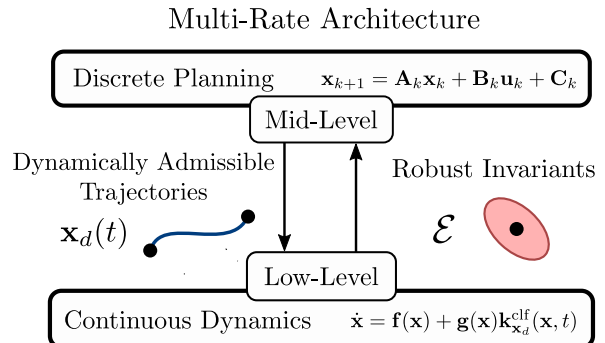 Multi-Rate Architecture
Discrete Planning x_{k+1} = A_k x_k + B_k u_k + C_k
Mid-Level
Dynamically Admissible
Trajectories
x_d(t)
Robust Invariants
ℰ
Low-Level
Continuous Dynamics ẋ = f(x) + g(x)k^{clf}_{x_d}(x, t)